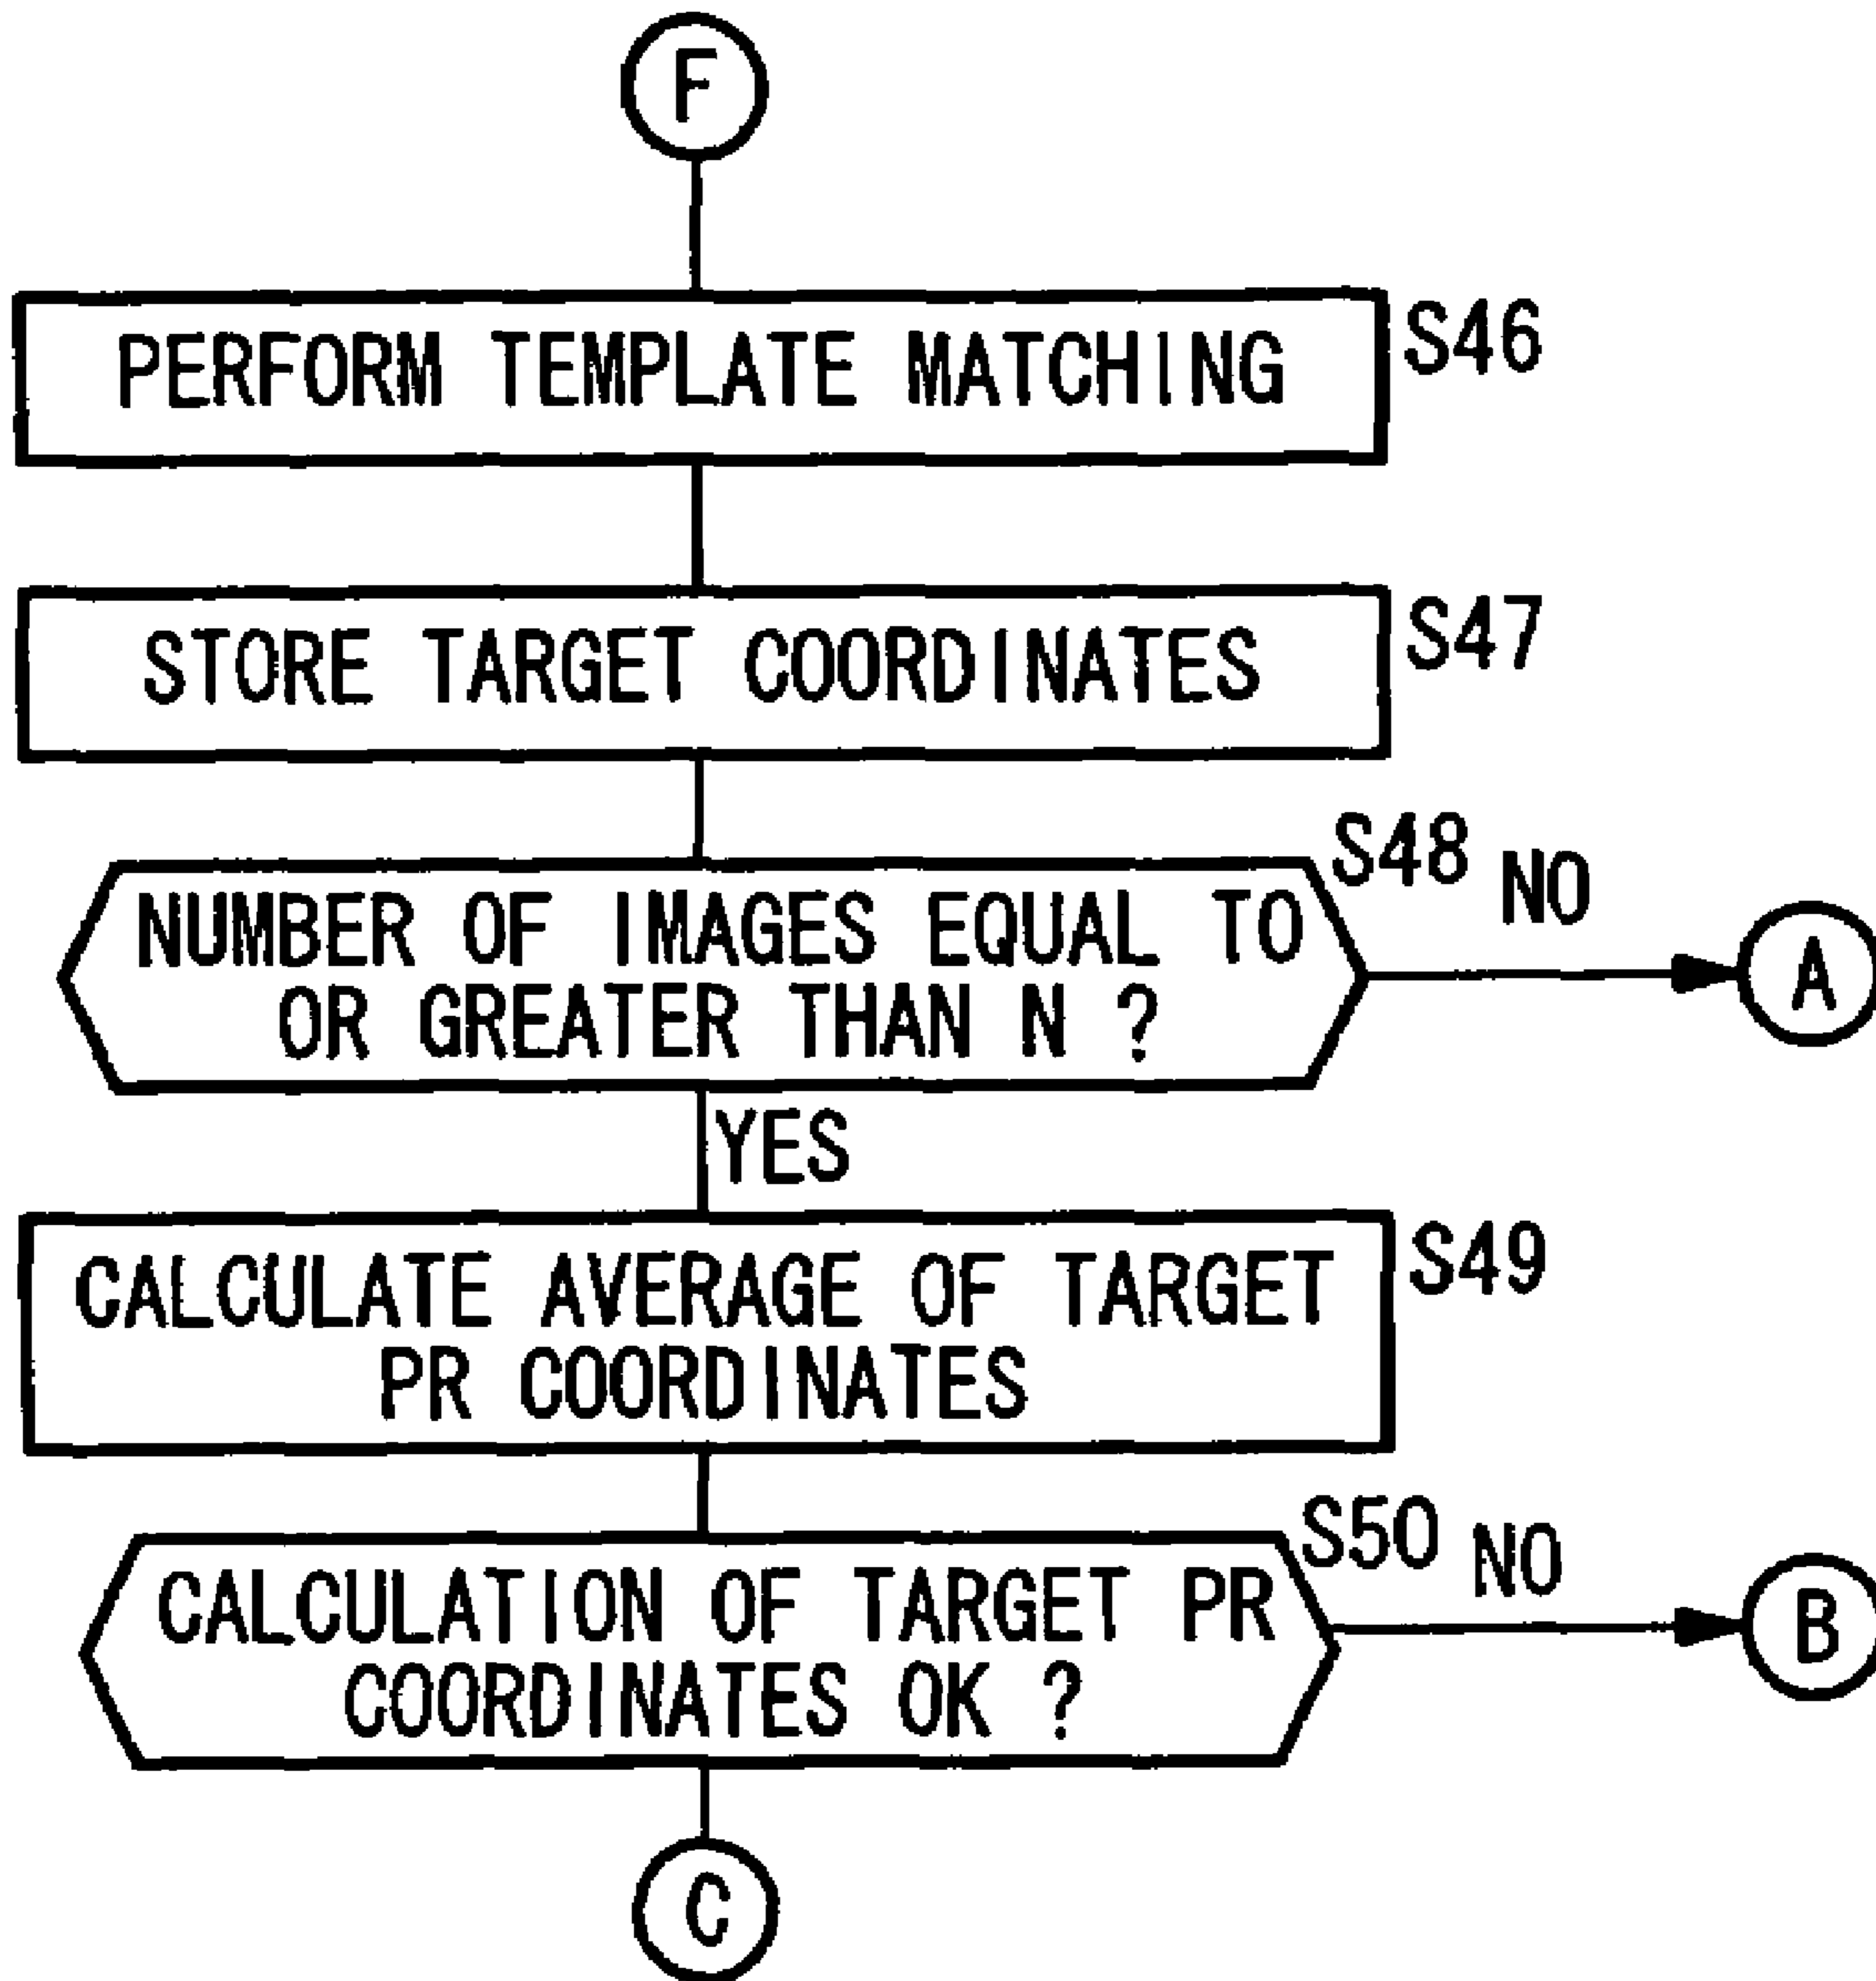 F
PERFORM TEMPLATE MATCHING
S46
STORE TARGET COORDINATES
S47
S48
NO
NUMBER OF IMAGES EQUAL TO
OR GREATER THAN N ?
A
YES
CALCULATE AVERAGE OF TARGET
PR COORDINATES
S49
S50
NO
CALCULATION OF TARGET PR
COORDINATES OK ?
B
C